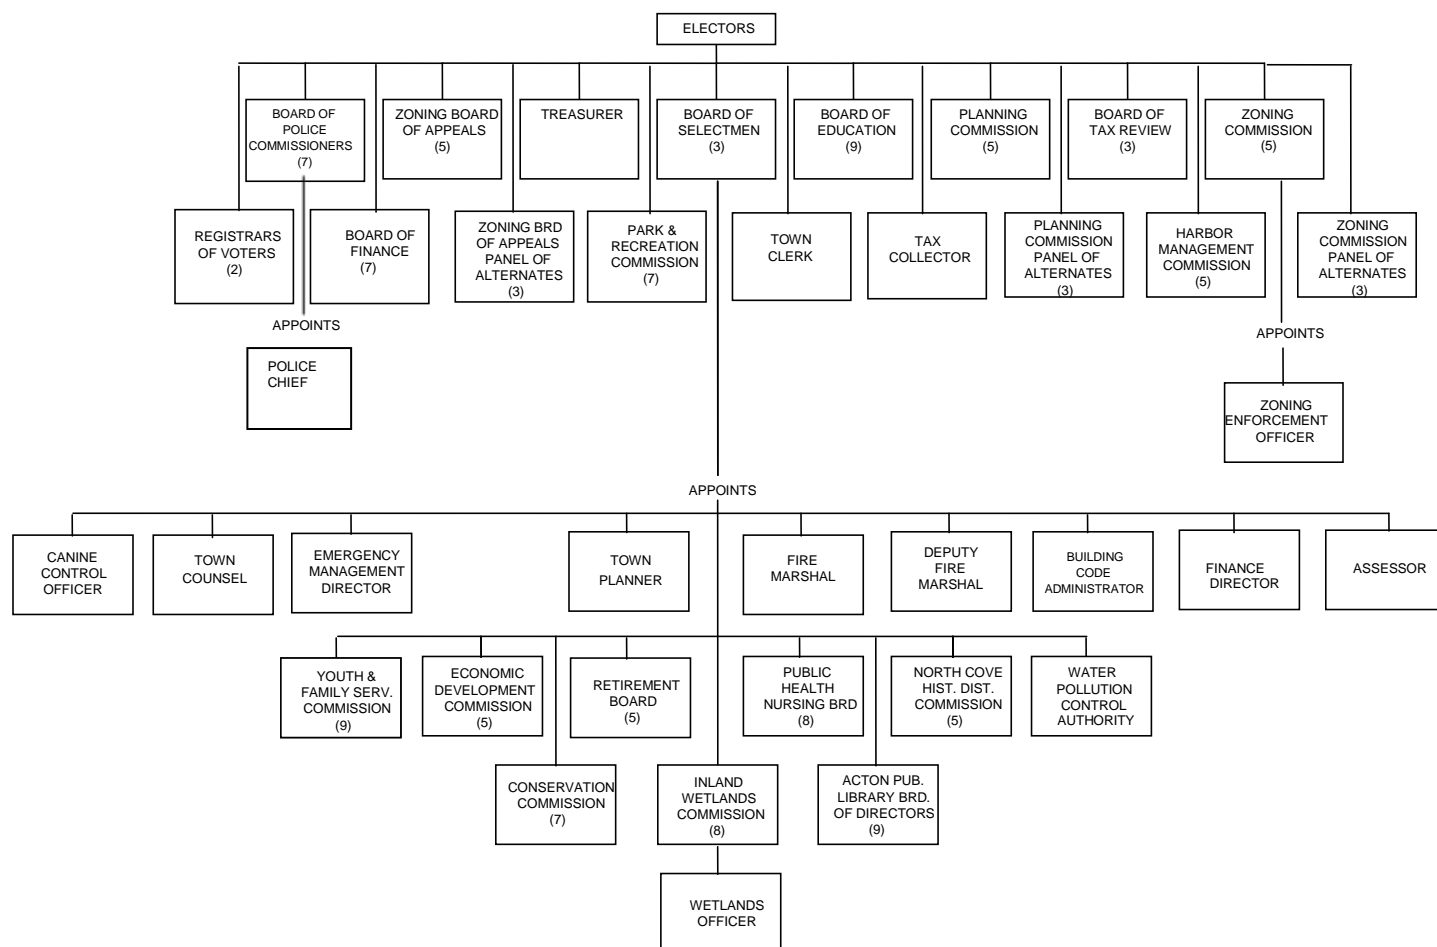 ELECTORS
BOARD OF
POLICE
COMMISSIONERS
(7)
ZONING BOARD
OF APPEALS
(5)
TREASURER
BOARD OF
SELECTMEN
(3)
BOARD OF
EDUCATION
(9)
PLANNING
COMMISSION
(5)
BOARD OF
TAX REVIEW
(3)
ZONING
COMMISSION
(5)
REGISTRARS
OF VOTERS
(2)
BOARD OF
FINANCE
(7)
ZONING BRD
OF APPEALS
PANEL OF
ALTERNATES
(3)
PARK &
RECREATION
COMMISSION
(7)
TOWN
CLERK
TAX
COLLECTOR
PLANNING
COMMISSION
PANEL OF
ALTERNATES
(3)
HARBOR
MANAGEMENT
COMMISSION
(5)
ZONING
COMMISSION
PANEL OF
ALTERNATES
(3)
APPOINTS
POLICE
CHIEF
APPOINTS
ZONING
ENFORCEMENT
OFFICER
APPOINTS
CANINE
CONTROL
OFFICER
TOWN
COUNSEL
EMERGENCY
MANAGEMENT
DIRECTOR
TOWN
PLANNER
FIRE
MARSHAL
DEPUTY
FIRE
MARSHAL
BUILDING
CODE
ADMINISTRATOR
FINANCE
DIRECTOR
ASSESSOR
YOUTH &
FAMILY SERV.
COMMISSION
(9)
ECONOMIC
DEVELOPMENT
COMMISSION
(5)
RETIREMENT
BOARD
(5)
PUBLIC
HEALTH
NURSING BRD
(8)
NORTH COVE
HIST. DIST.
COMMISSION
(5)
WATER
POLLUTION
CONTROL
AUTHORITY
CONSERVATION
COMMISSION
(7)
INLAND
WETLANDS
COMMISSION
(8)
ACTON PUB.
LIBRARY BRD.
OF DIRECTORS
(9)
WETLANDS
OFFICER